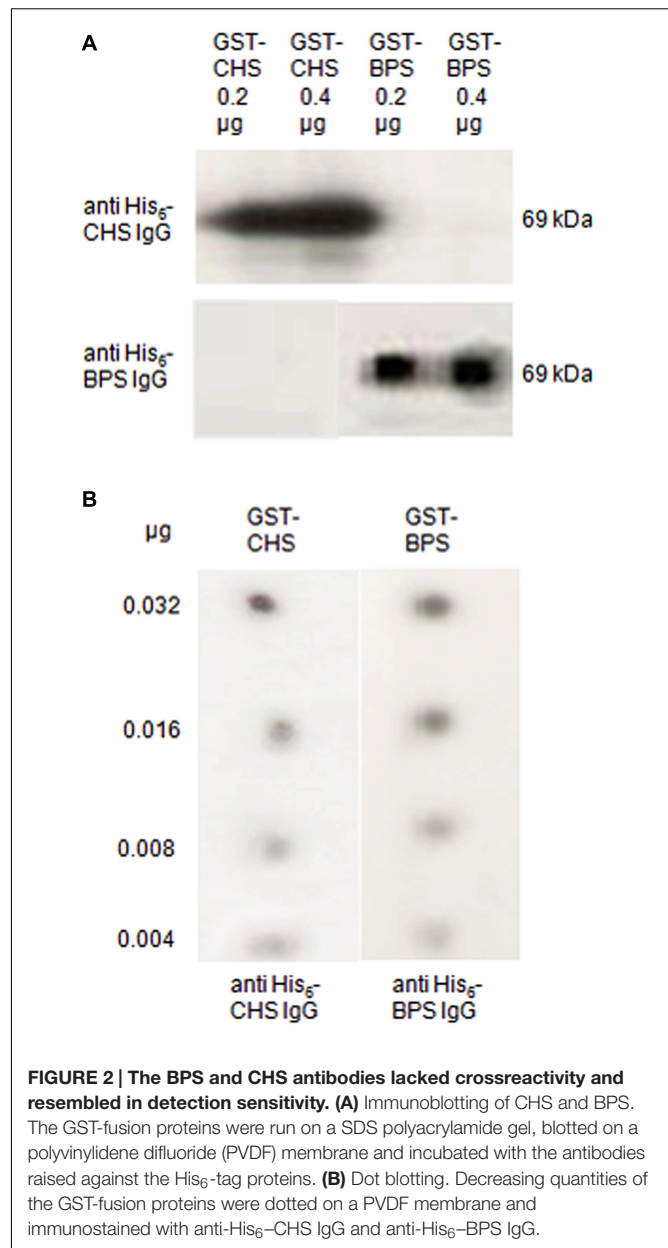 A
GST-CHS 0.2 µg
GST-CHS 0.4 µg
GST-BPS 0.2 µg
GST-BPS 0.4 µg
anti His₆-CHS IgG
69 kDa
anti His₆-BPS IgG
69 kDa
B
µg
GST-CHS
GST-BPS
0.032
0.016
0.008
0.004
anti His₆-CHS IgG
anti His₆-BPS IgG
FIGURE 2 | The BPS and CHS antibodies lacked crossreactivity and
resembled in detection sensitivity. (A) Immunoblotting of CHS and BPS.
The GST-fusion proteins were run on a SDS polyacrylamide gel, blotted on a
polyvinylidene difluoride (PVDF) membrane and incubated with the antibodies
raised against the His₆-tag proteins. (B) Dot blotting. Decreasing quantities of
the GST-fusion proteins were dotted on a PVDF membrane and
immunostained with anti-His₆–CHS IgG and anti-His₆–BPS IgG.